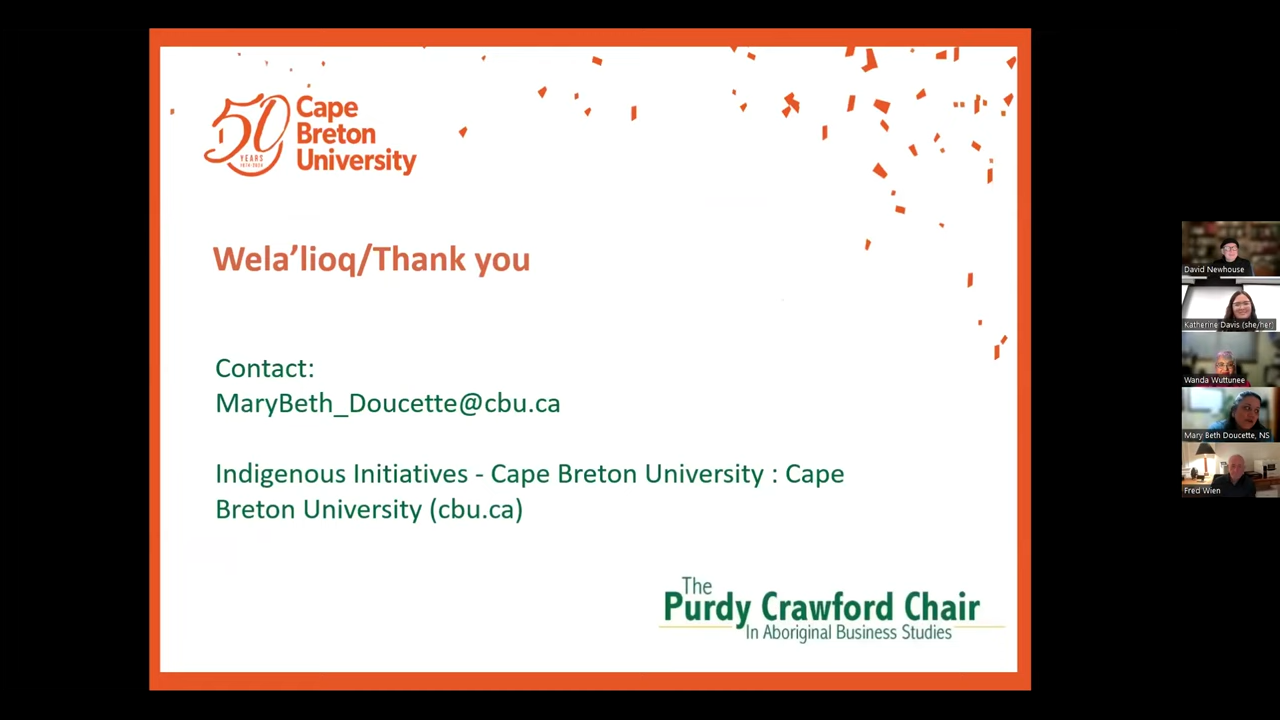 50
YEARS
1974-2024
Cape
Breton
University
Wela’lioq/Thank you
Contact:
MaryBeth_Doucette@cbu.ca
Indigenous Initiatives - Cape Breton University : Cape
Breton University (cbu.ca)
The
Purdy Crawford Chair
In Aboriginal Business Studies
David Newhouse
Katherine Davis (she/her)
Wanda Wuttunee
Mary Beth Doucette, NS
Fred Wien